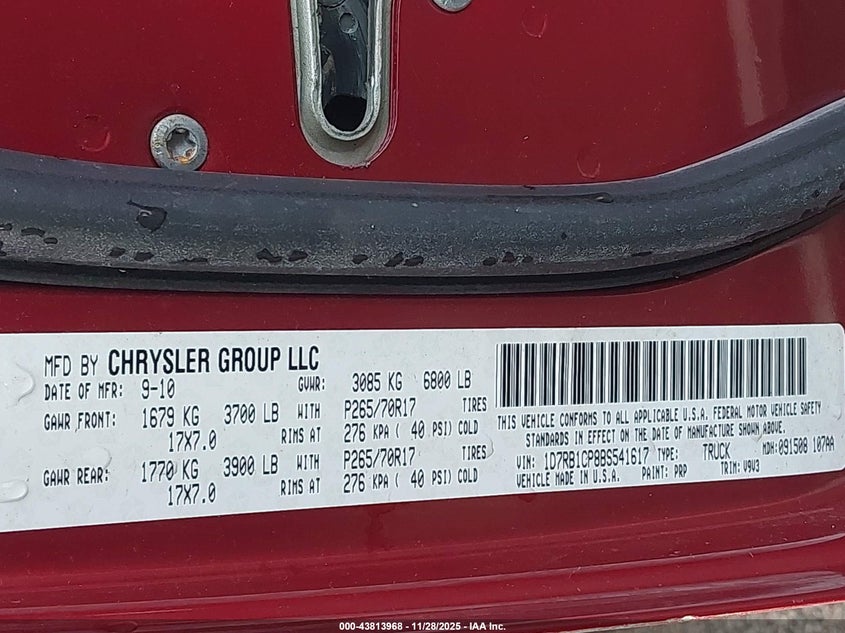 MFD BY CHRYSLER GROUP LLC
DATE OF MFR: 9-10 GVWR: 3085 KG 6800 LB
GAWR FRONT: 1679 KG 3700 LB WITH P265/70R17 TIRES
17X7.0 RIMS AT 276 KPA ( 40 PSI) COLD
GAWR REAR: 1770 KG 3900 LB WITH P265/70R17 TIRES
17X7.0 RIMS AT 276 KPA ( 40 PSI) COLD
THIS VEHICLE CONFORMS TO ALL APPLICABLE U.S.A. FEDERAL MOTOR VEHICLE SAFETY
STANDARDS IN EFFECT ON THE DATE OF MANUFACTURE SHOWN ABOVE.
VIN: 1D7RB1CP8BS541617 TYPE: TRUCK MDH:091508 107AA
VEHICLE MADE IN U.S.A. PAINT: PRP TRIM: V9V3
000-43813968 - 11/28/2025 - IAA Inc.